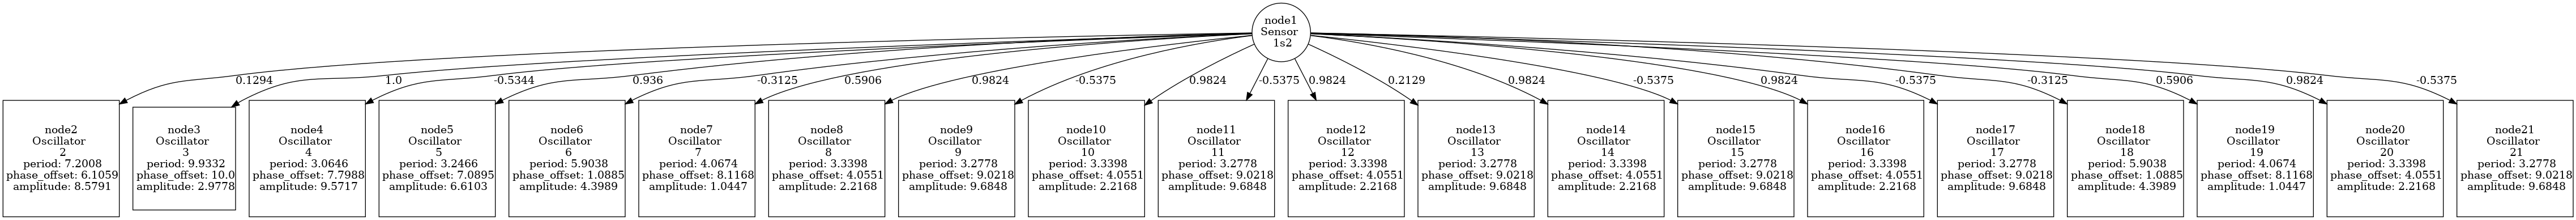 node1
Sensor
1s2
0.1294
1.0
-0.5344
0.936
-0.3125
0.5906
0.9824
-0.5375
0.9824
-0.5375
0.9824
0.2129
0.9824
-0.5375
0.9824
-0.5375
-0.3125
0.5906
0.9824
-0.5375
node2
Oscillator
2
period: 7.2008
phase_offset: 6.1059
amplitude: 8.5791
node3
Oscillator
3
period: 9.9332
phase_offset: 10.0
amplitude: 2.9778
node4
Oscillator
4
period: 3.0646
phase_offset: 7.7988
amplitude: 9.5717
node5
Oscillator
5
period: 3.2466
phase_offset: 7.0895
amplitude: 6.6103
node6
Oscillator
6
period: 5.9038
phase_offset: 1.0885
amplitude: 4.3989
node7
Oscillator
7
period: 4.0674
phase_offset: 8.1168
amplitude: 1.0447
node8
Oscillator
8
period: 3.3398
phase_offset: 4.0551
amplitude: 2.2168
node9
Oscillator
9
period: 3.2778
phase_offset: 9.0218
amplitude: 9.6848
node10
Oscillator
10
period: 3.3398
phase_offset: 4.0551
amplitude: 2.2168
node11
Oscillator
11
period: 3.2778
phase_offset: 9.0218
amplitude: 9.6848
node12
Oscillator
12
period: 3.3398
phase_offset: 4.0551
amplitude: 2.2168
node13
Oscillator
13
period: 3.2778
phase_offset: 9.0218
amplitude: 9.6848
node14
Oscillator
14
period: 3.3398
phase_offset: 4.0551
amplitude: 2.2168
node15
Oscillator
15
period: 3.2778
phase_offset: 9.0218
amplitude: 9.6848
node16
Oscillator
16
period: 3.3398
phase_offset: 4.0551
amplitude: 2.2168
node17
Oscillator
17
period: 3.2778
phase_offset: 9.0218
amplitude: 9.6848
node18
Oscillator
18
period: 5.9038
phase_offset: 1.0885
amplitude: 4.3989
node19
Oscillator
19
period: 4.0674
phase_offset: 8.1168
amplitude: 1.0447
node20
Oscillator
20
period: 3.3398
phase_offset: 4.0551
amplitude: 2.2168
node21
Oscillator
21
period: 3.2778
phase_offset: 9.0218
amplitude: 9.6848